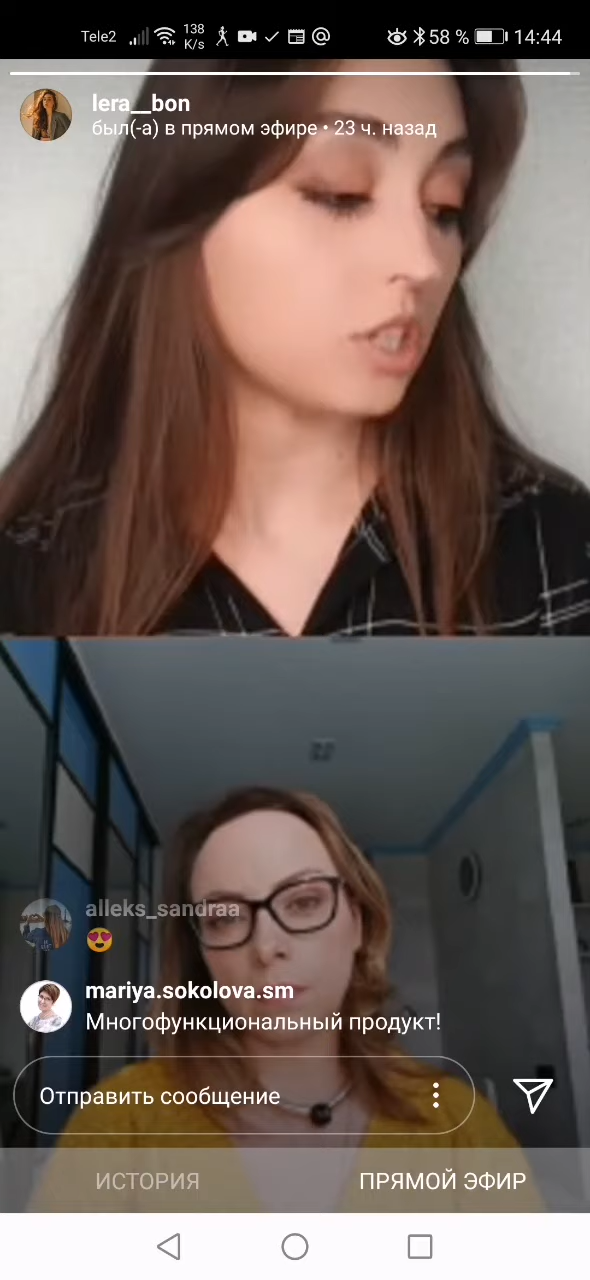 Tele2 138 K/s 58 % 14:44
lera__bon
был(-а) в прямом эфире • 23 ч. назад
alleks_sandraa
😍
mariya.sokolova.sm
Многофункциональный продукт!
Отправить сообщение
ИСТОРИЯ ПРЯМОЙ ЭФИР